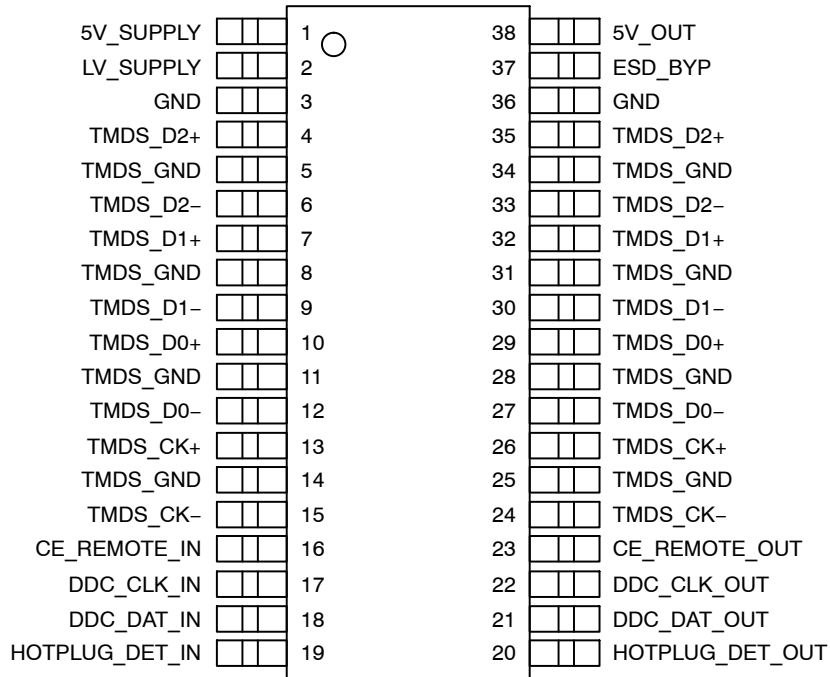 5V_SUPPLY 1 38 5V_OUT
LV_SUPPLY 2 37 ESD_BYP
GND 3 36 GND
TMDS_D2+ 4 35 TMDS_D2+
TMDS_GND 5 34 TMDS_GND
TMDS_D2− 6 33 TMDS_D2−
TMDS_D1+ 7 32 TMDS_D1+
TMDS_GND 8 31 TMDS_GND
TMDS_D1− 9 30 TMDS_D1−
TMDS_D0+ 10 29 TMDS_D0+
TMDS_GND 11 28 TMDS_GND
TMDS_D0− 12 27 TMDS_D0−
TMDS_CK+ 13 26 TMDS_CK+
TMDS_GND 14 25 TMDS_GND
TMDS_CK− 15 24 TMDS_CK−
CE_REMOTE_IN 16 23 CE_REMOTE_OUT
DDC_CLK_IN 17 22 DDC_CLK_OUT
DDC_DAT_IN 18 21 DDC_DAT_OUT
HOTPLUG_DET_IN 19 20 HOTPLUG_DET_OUT